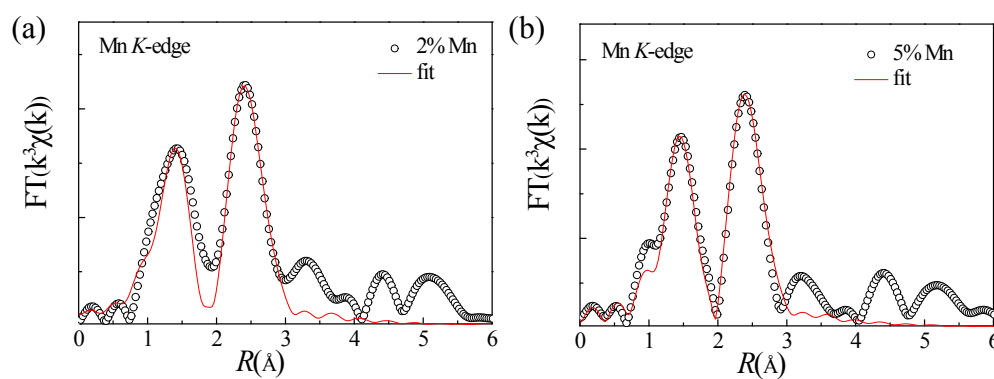 (a)
Mn K-edge
2% Mn
fit
FT(k³χ(k))
0 1 2 3 4 5 6
R(Å)
(b)
Mn K-edge
5% Mn
fit
FT(k³χ(k))
0 1 2 3 4 5 6
R(Å)